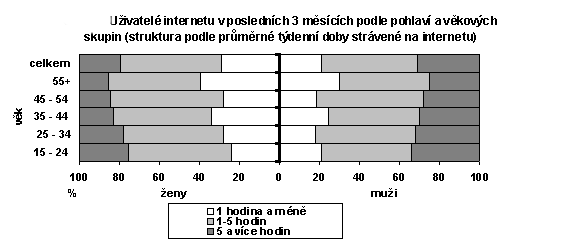 Uživatelé internetu v posledních 3 měsících podle pohlaví a věkových
skupin (struktura podle průměrné týdenní doby strávené na internetu)
celkem
55+
45 - 54
35 - 44
25 - 34
15 - 24
věk
100 80 60 40 20 0 20 40 60 80 100
% ženy muži
1 hodina a méně
1-5 hodin
5 a více hodin